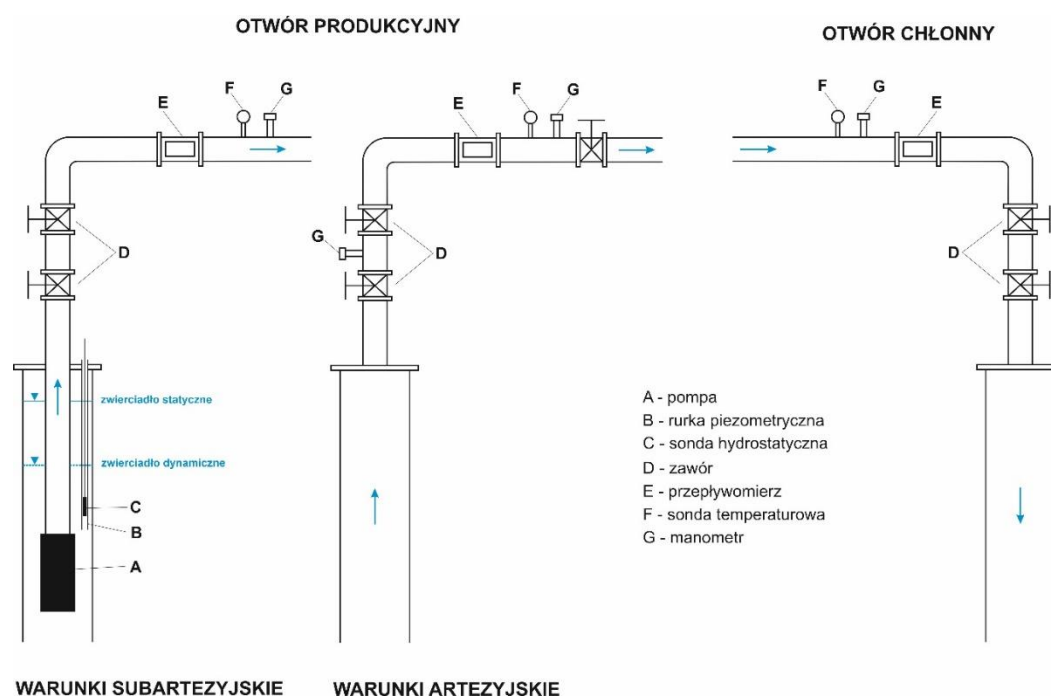 OTWÓR PRODUKCYJNY
OTWÓR CHŁONNY
E
F
G
E
F
G
F
G
E
D
G
D
D
zwierciadło statyczne
zwierciadło dynamiczne
C
B
A
A - pompa
B - rurka piezometryczna
C - sonda hydrostatyczna
D - zawór
E - przepływomierz
F - sonda temperaturowa
G - manometr
WARUNKI SUBARTEZYJSKIE
WARUNKI ARTEZYJSKIE